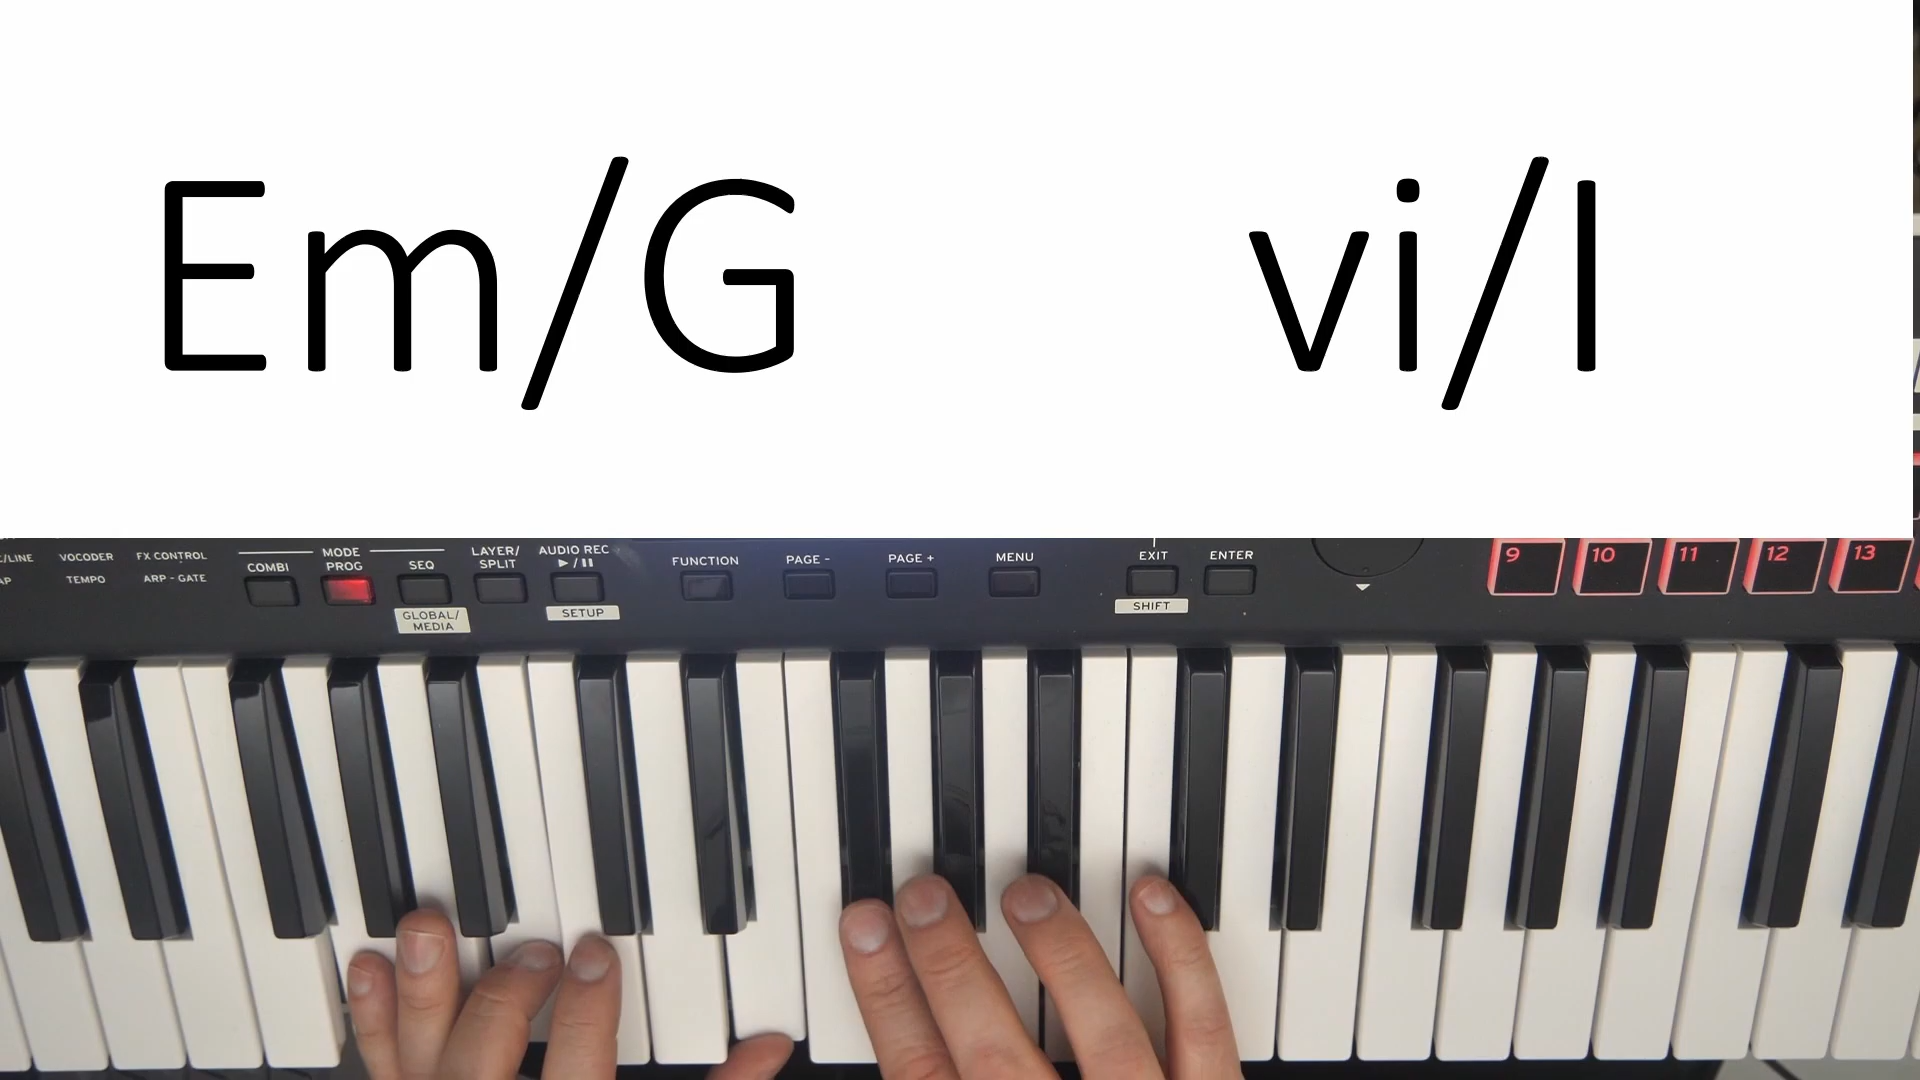 Em/G vi/I
MODE
LAYER/ AUDIO REC
VOCODER FX CONTROL COMBI PROG SEQ SPLIT ▶/II FUNCTION PAGE - PAGE + MENU EXIT ENTER
TEMPO ARP - GATE
GLOBAL/
MEDIA
SETUP
SHIFT
9 10 11 12 13